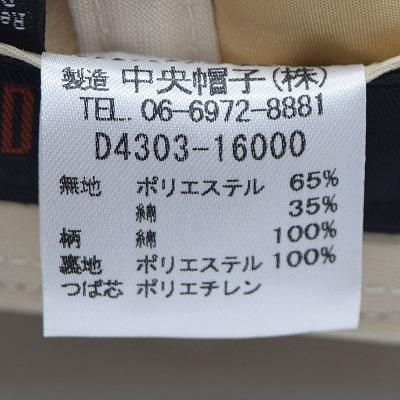 製造 中央帽子(株)
TEL. 06-6972-8881
D4303-16000
無地 ポリエステル 65%
綿 35%
柄 綿 100%
裏地 ポリエステル 100%
つば芯 ポリエチレン